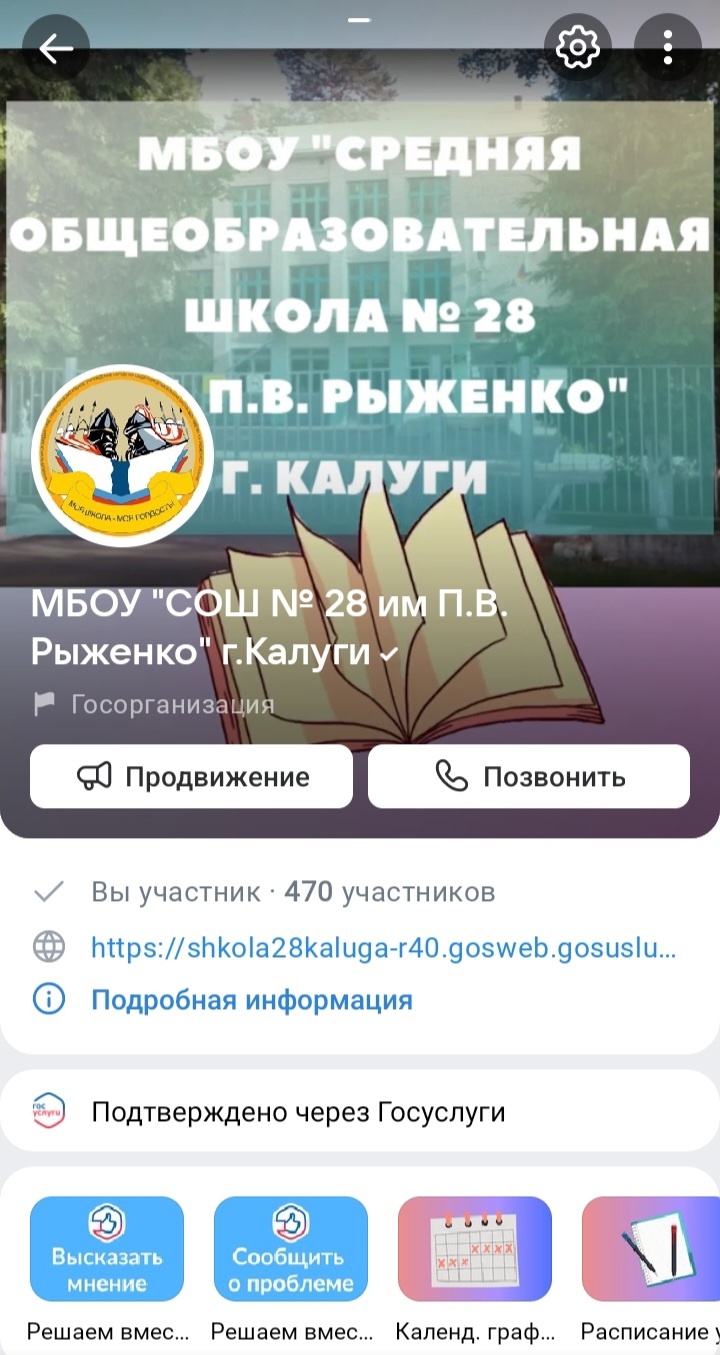 МБОУ "СРЕДНЯЯ
ОБЩЕОБРАЗОВАТЕЛЬНАЯ
ШКОЛА № 28
П.В. РЫЖЕНКО"
Г. КАЛУГИ
МОЯ ШКОЛА - МОЯ ГОРДОСТЬ
МБОУ "СОШ № 28 им П.В.
Рыженко" г.Калуги
Госорганизация
Продвижение
Позвонить
Вы участник · 470 участников
https://shkola28kaluga-r40.gosweb.gosuslu...
Подробная информация
гос
услуги
Подтверждено через Госуслуги
Высказать
мнение
Сообщить
о проблеме
Решаем вмес...
Решаем вмес...
Календ. граф...
Расписание